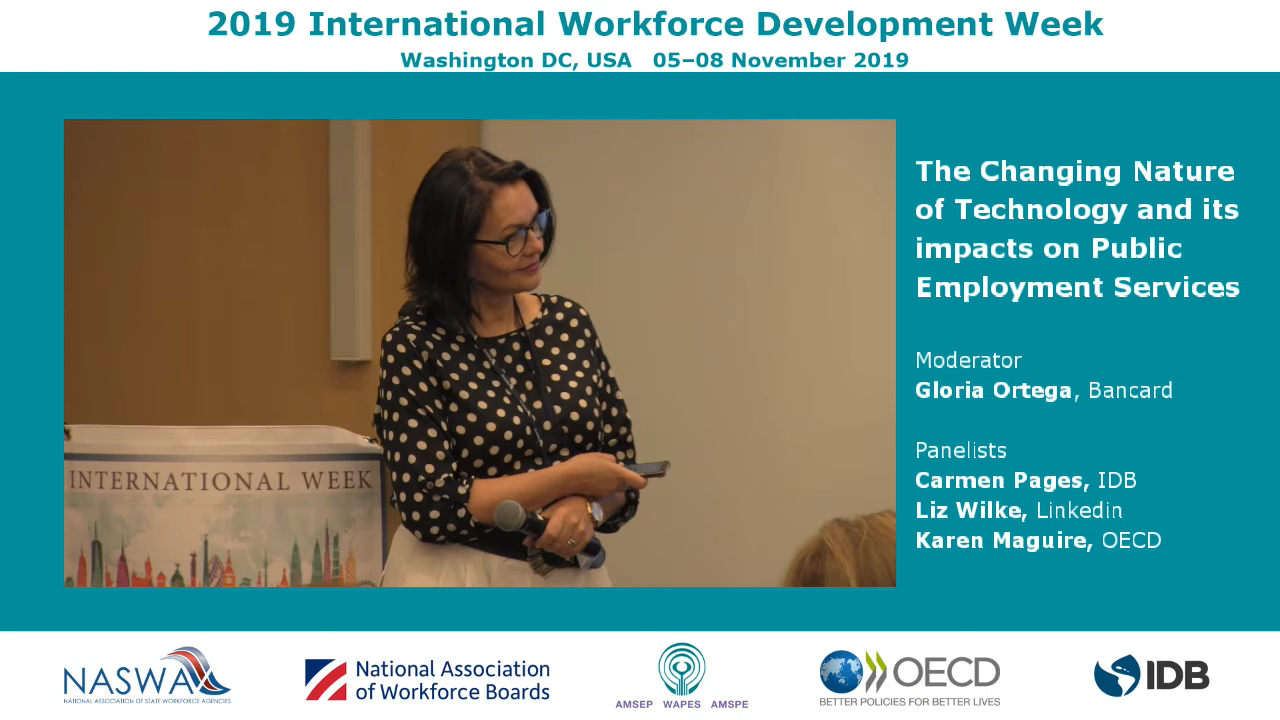 2019 International Workforce Development Week
Washington DC, USA 05–08 November 2019
The Changing Nature
of Technology and its
impacts on Public
Employment Services
Moderator
Gloria Ortega, Bancard
Panelists
Carmen Pages, IDB
Liz Wilke, Linkedin
Karen Maguire, OECD
INTERNATIONAL WEEK
NASWA
NATIONAL ASSOCIATION OF STATE WORKFORCE AGENCIES
National Association
of Workforce Boards
AMSEP WAPES AMSPE
OECD
BETTER POLICIES FOR BETTER LIVES
IDB